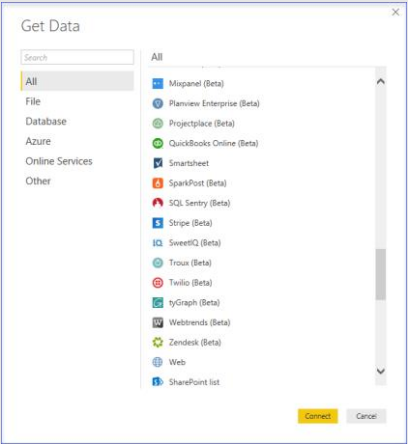 Get Data
Search
All
File
Database
Azure
Online Services
Other
All
Mixpanel (Beta)
Planview Enterprise (Beta)
Projectplace (Beta)
QuickBooks Online (Beta)
Smartsheet
SparkPost (Beta)
SQL Sentry (Beta)
Stripe (Beta)
SweetIQ (Beta)
Troux (Beta)
Twilio (Beta)
tyGraph (Beta)
Webtrends (Beta)
Zendesk (Beta)
Web
SharePoint list
Connect
Cancel